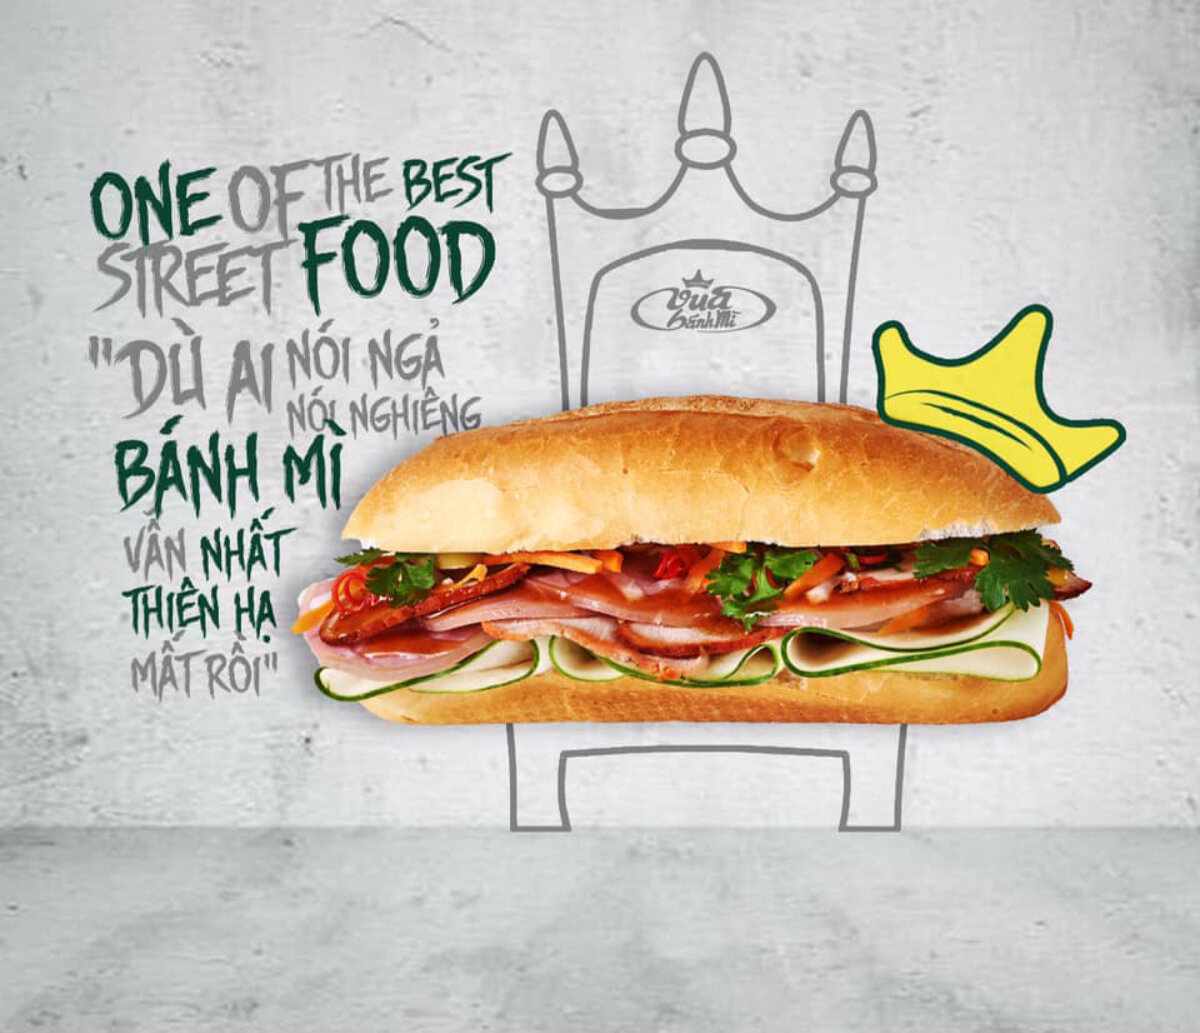 ONE OF THE BEST
STREET FOOD
"DÙ AI NÓI NGẢ
NÓI NGHIÊNG
BÁNH MÌ
VẪN NHẤT
THIÊN HẠ
MẤT RỒI"
Vua
bánh mì